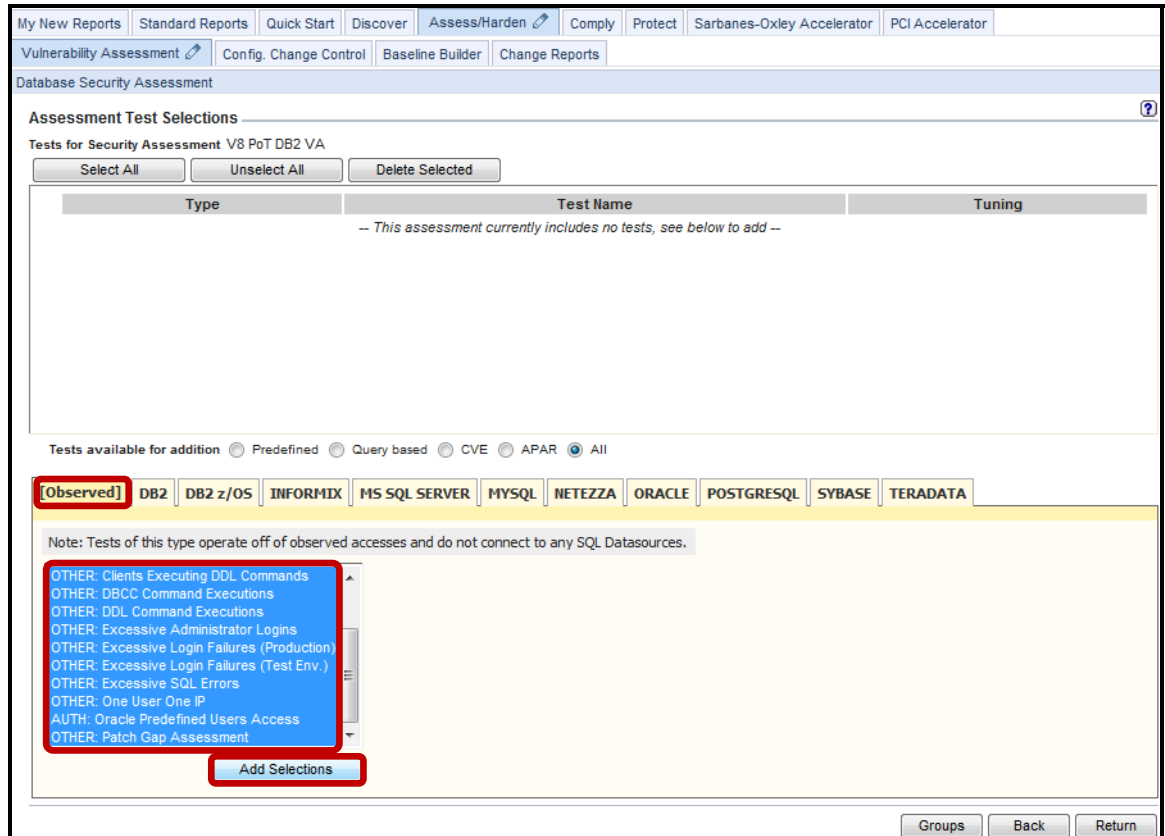 My New Reports Standard Reports Quick Start Discover Assess/Harden Comply Protect Sarbanes-Oxley Accelerator PCI Accelerator
Vulnerability Assessment Config. Change Control Baseline Builder Change Reports
Database Security Assessment
Assessment Test Selections ?
Tests for Security Assessment V8 PoT DB2 VA
Select All Unselect All Delete Selected
Type Test Name Tuning
-- This assessment currently includes no tests, see below to add --
Tests available for addition Predefined Query based CVE APAR All
[Observed] DB2 DB2 z/OS INFORMIX MS SQL SERVER MYSQL NETEZZA ORACLE POSTGRESQL SYBASE TERADATA
Note: Tests of this type operate off of observed accesses and do not connect to any SQL Datasources.
OTHER: Clients Executing DDL Commands
OTHER: DBCC Command Executions
OTHER: DDL Command Executions
OTHER: Excessive Administrator Logins
OTHER: Excessive Login Failures (Production)
OTHER: Excessive Login Failures (Test Env.)
OTHER: Excessive SQL Errors
OTHER: One User One IP
AUTH: Oracle Predefined Users Access
OTHER: Patch Gap Assessment
Add Selections
Groups Back Return